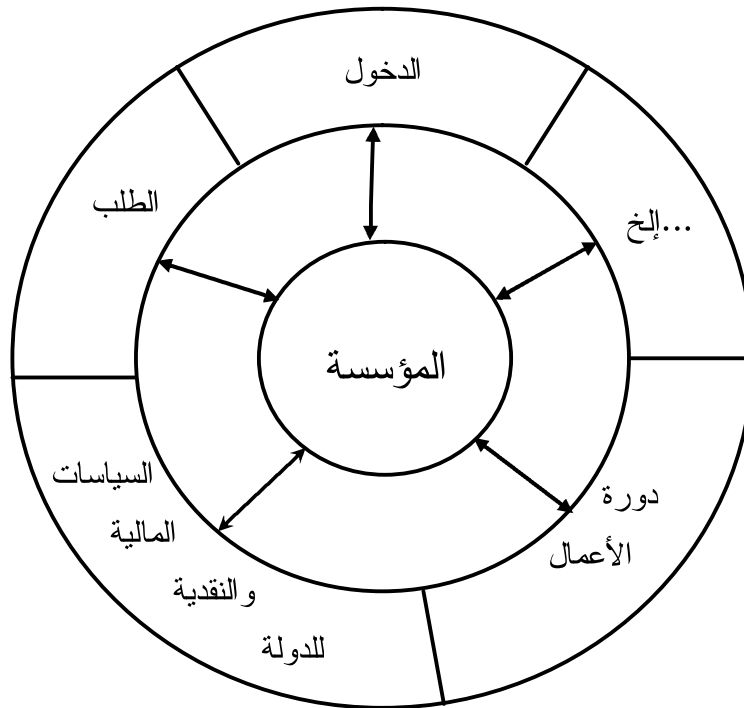 الدخول
الطلب
...إلخ
المؤسسة
السياسات
المالية
والنقدية
للدولة
دورة
الأعمال